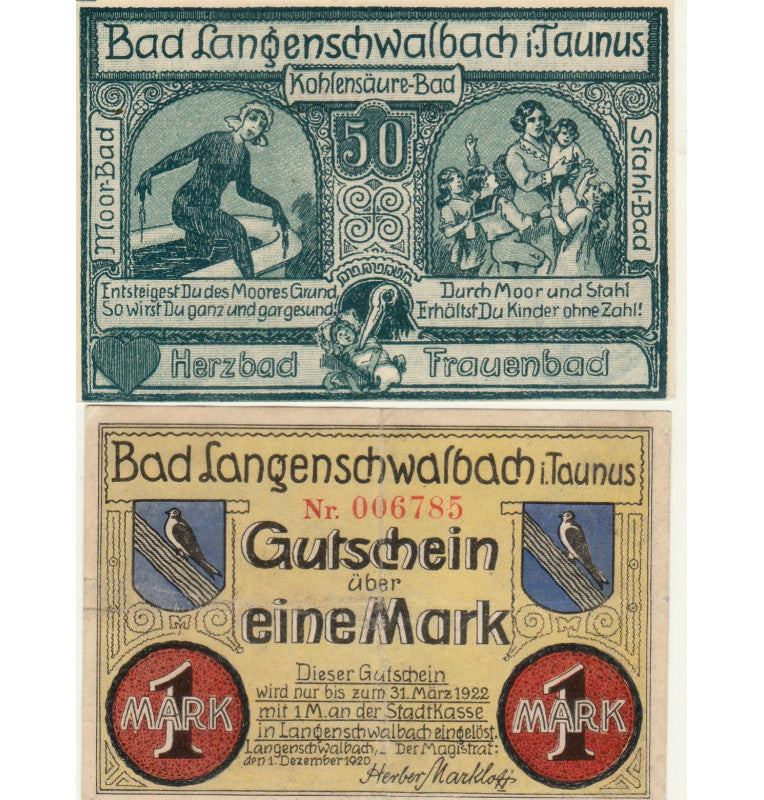 Bad Langenschwalbach i. Taunus
Kohlensäure-Bad
Moor-Bad
50
Stahl-Bad
Entsteigest Du des Moores Grund
So wirst Du ganz und gar gesund!
Durch Moor und Stahl
Erhältst Du Kinder ohne Zahl!
Herzbad
Frauenbad
Bad Langenschwalbach i. Taunus
Nr. 006785
Gutschein
über
eine Mark
M
M
Dieser Gutschein
wird nur bis zum 31. März 1922
mit 1 M. an der Stadtkasse
in Langenschwalbach eingelöst.
Langenschwalbach, Der Magistrat:
den 1. Dezember 1920
1
MARK
1
MARK